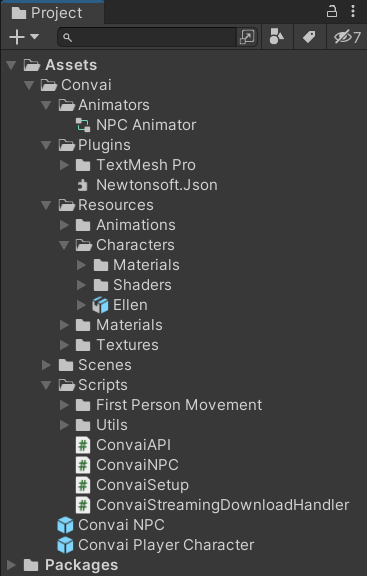 Project
7
Assets
Convai
Animators
NPC Animator
Plugins
TextMesh Pro
Newtonsoft.Json
Resources
Animations
Characters
Materials
Shaders
Ellen
Materials
Textures
Scenes
Scripts
First Person Movement
Utils
ConvaiAPI
ConvaiNPC
ConvaiSetup
ConvaiStreamingDownloadHandler
Convai NPC
Convai Player Character
Packages